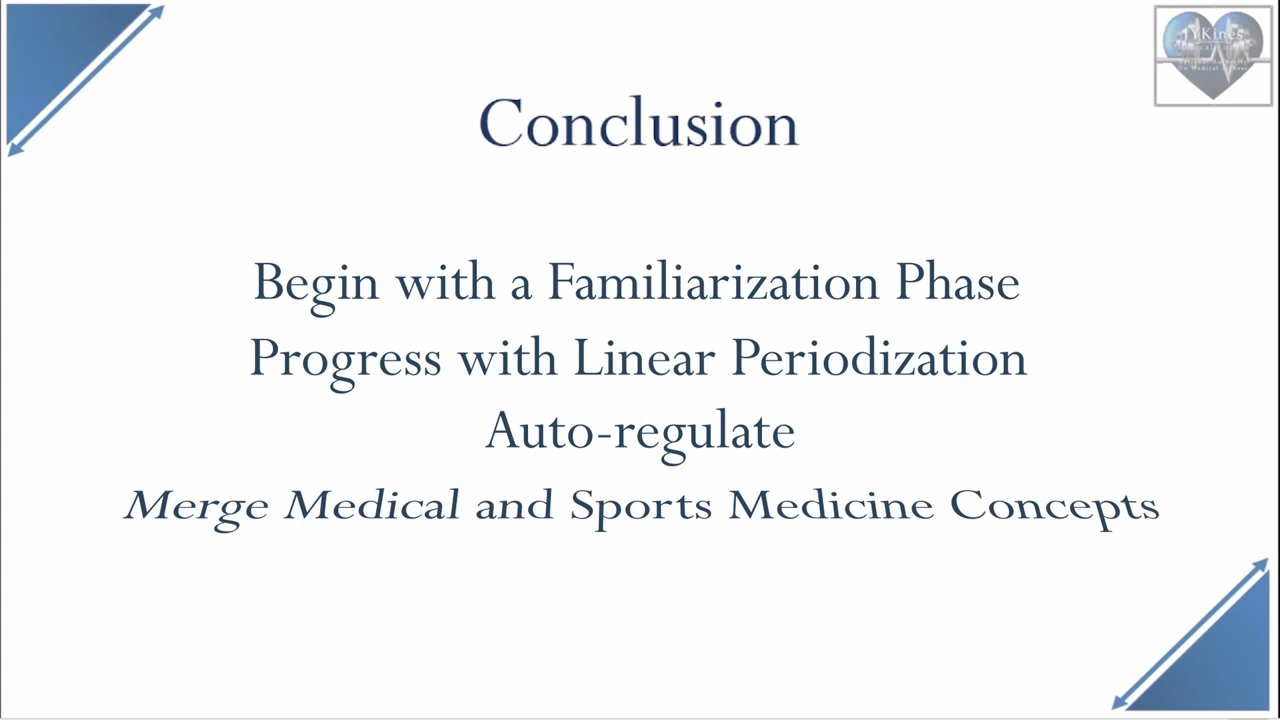 Conclusion
Begin with a Familiarization Phase
Progress with Linear Periodization
Auto-regulate
Merge Medical and Sports Medicine Concepts